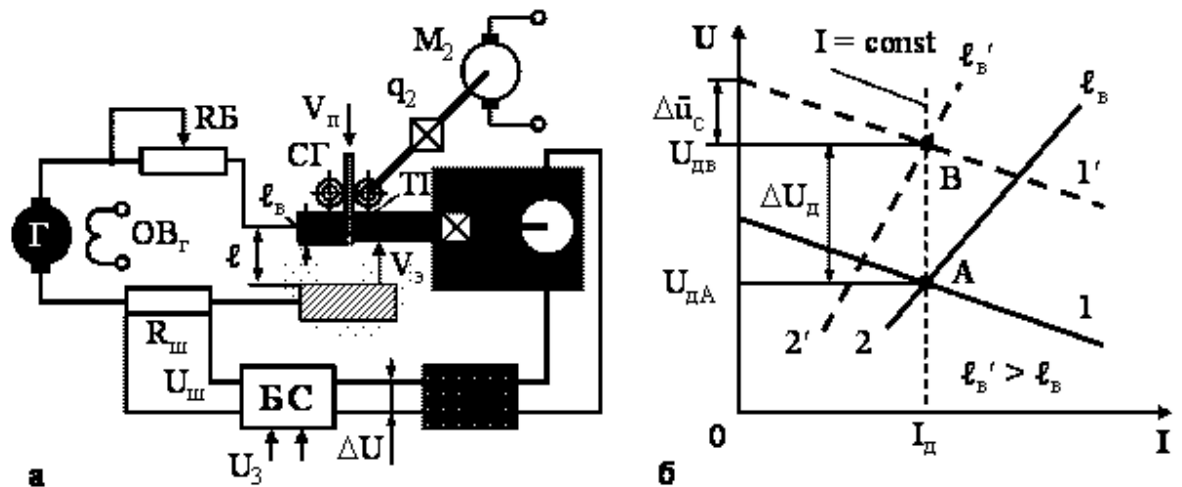 M₂
q₂
Vп
RБ
СГ
ТП
ℓв
Г
ОВг
ℓ
Vэ
Rш
Uш
БС
U₃
ΔU
а
U
I = const
ℓв′
ℓв
Δūс
Uдв
B
1′
ΔUд
UдА
A
1
2′
2
ℓв′ > ℓв
0
Iд
I
б